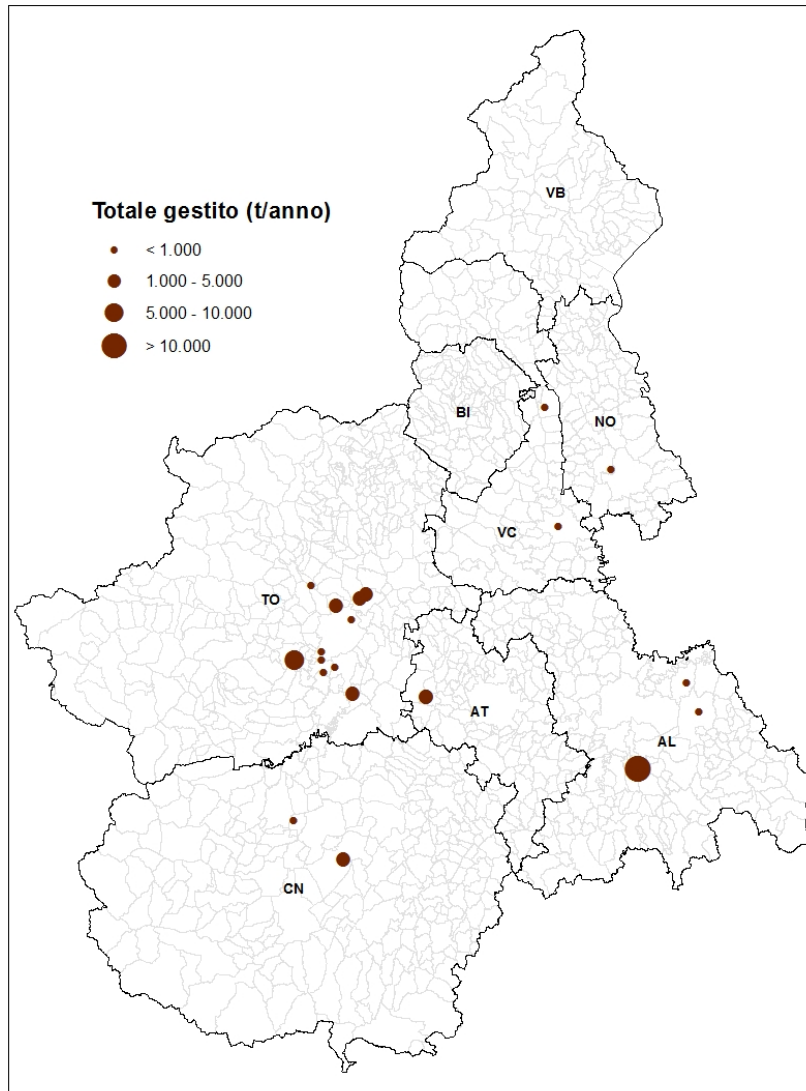 VB
Totale gestito (t/anno)
< 1.000
1.000 - 5.000
5.000 - 10.000
> 10.000
BI
NO
VC
TO
AT
AL
CN